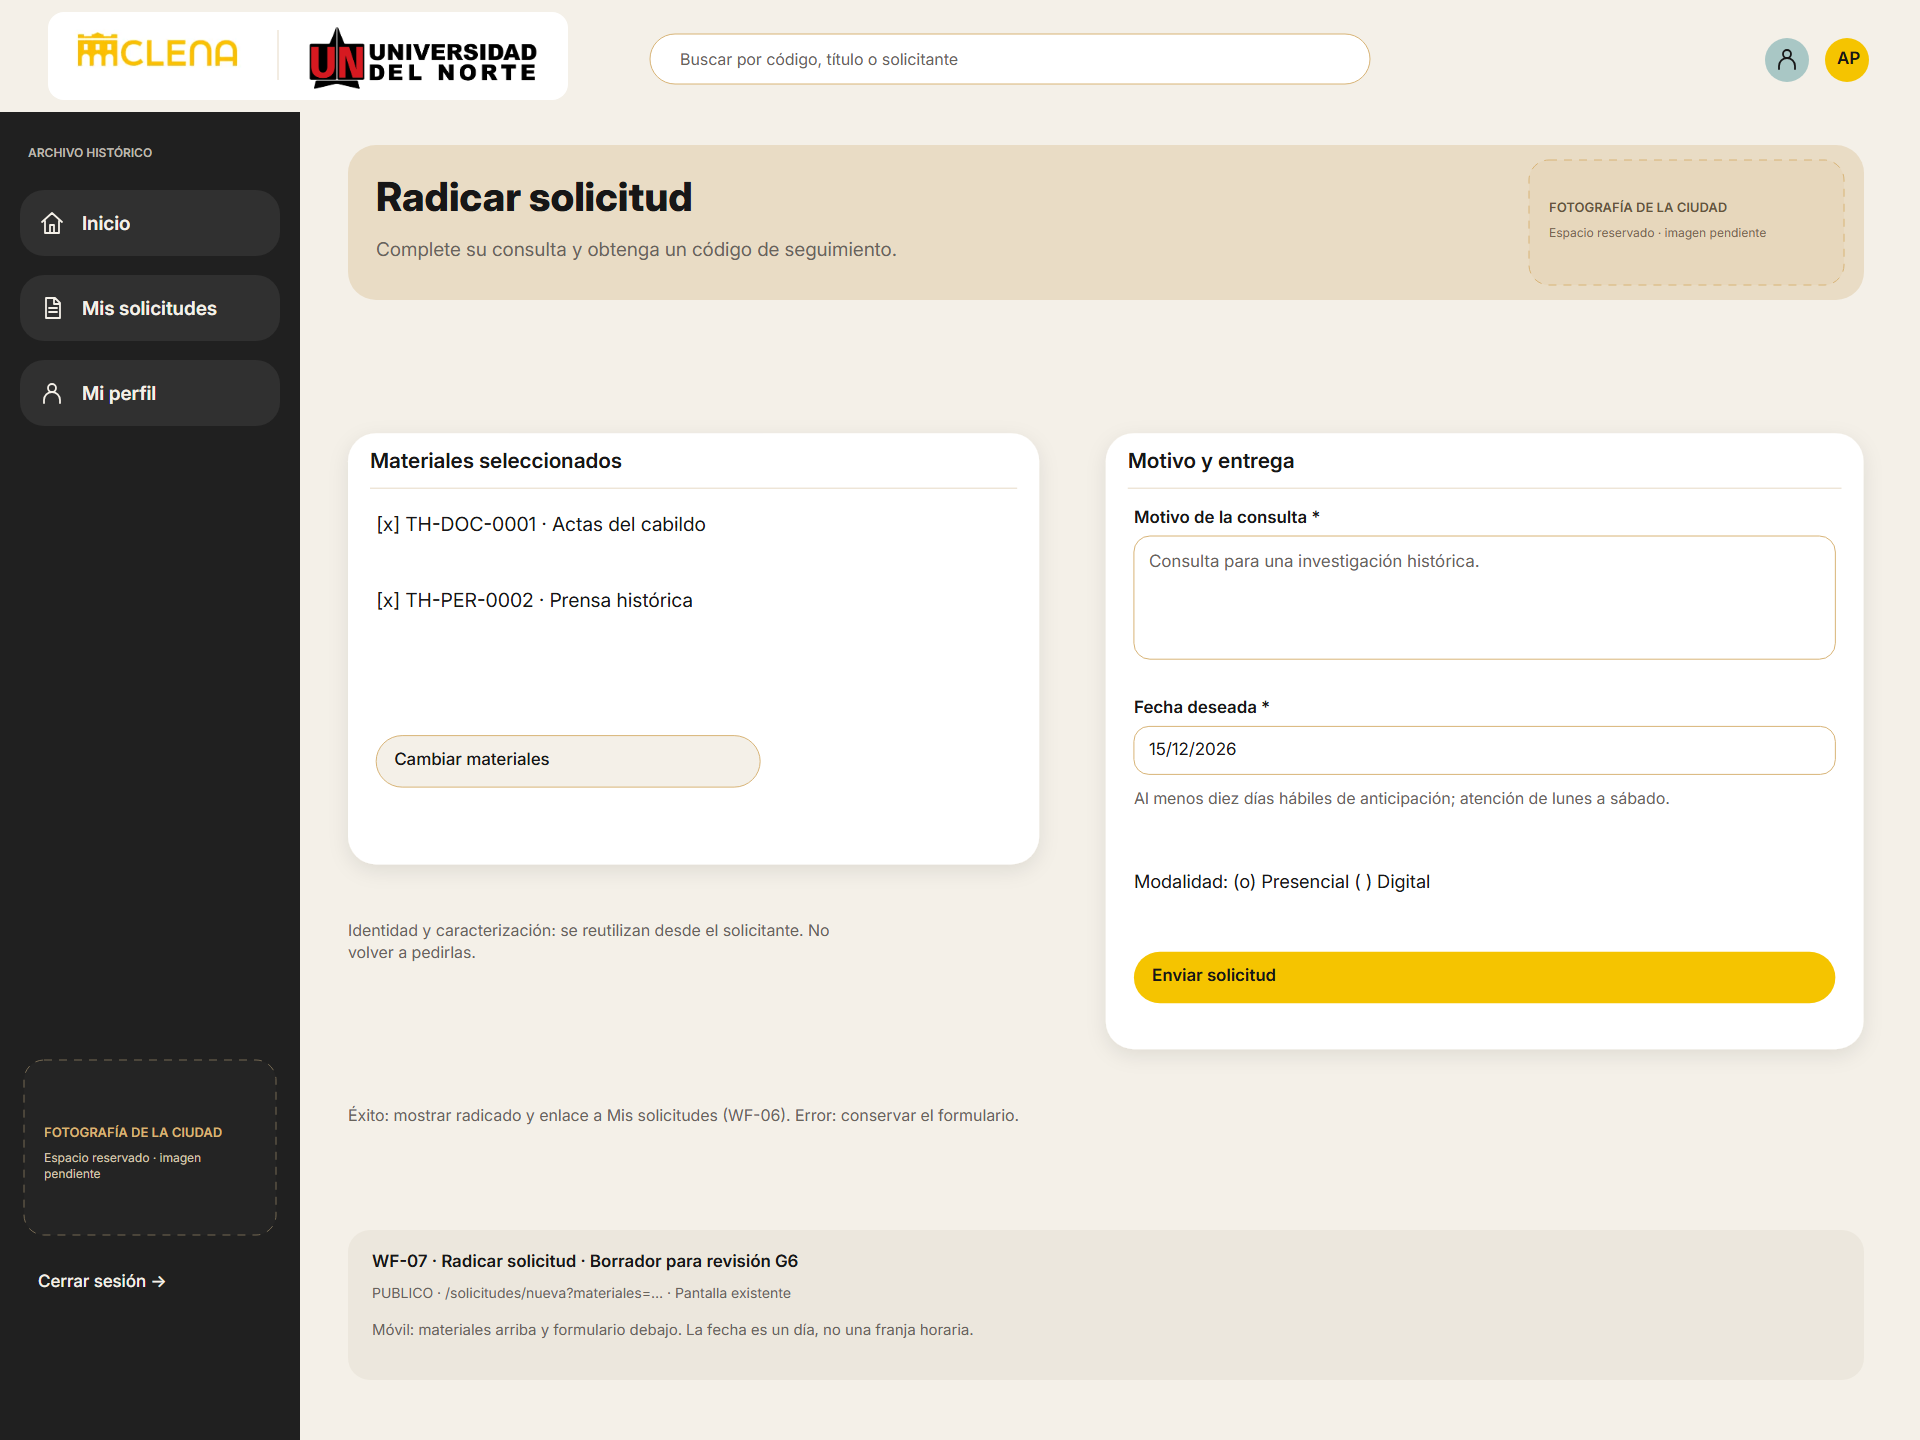 CLENA
UNIVERSIDAD
DEL NORTE
Buscar por código, título o solicitante
AP
ARCHIVO HISTÓRICO
Inicio
Mis solicitudes
Mi perfil
FOTOGRAFÍA DE LA CIUDAD
Espacio reservado · imagen
pendiente
Cerrar sesión →
Radicar solicitud
Complete su consulta y obtenga un código de seguimiento.
FOTOGRAFÍA DE LA CIUDAD
Espacio reservado · imagen pendiente
Materiales seleccionados
[x] TH-DOC-0001 · Actas del cabildo
[x] TH-PER-0002 · Prensa histórica
Cambiar materiales
Identidad y caracterización: se reutilizan desde el solicitante. No
volver a pedirlas.
Motivo y entrega
Motivo de la consulta *
Consulta para una investigación histórica.
Fecha deseada *
15/12/2026
Al menos diez días hábiles de anticipación; atención de lunes a sábado.
Modalidad: (o) Presencial ( ) Digital
Enviar solicitud
Éxito: mostrar radicado y enlace a Mis solicitudes (WF-06). Error: conservar el formulario.
WF-07 · Radicar solicitud · Borrador para revisión G6
PUBLICO · /solicitudes/nueva?materiales=... · Pantalla existente
Móvil: materiales arriba y formulario debajo. La fecha es un día, no una franja horaria.